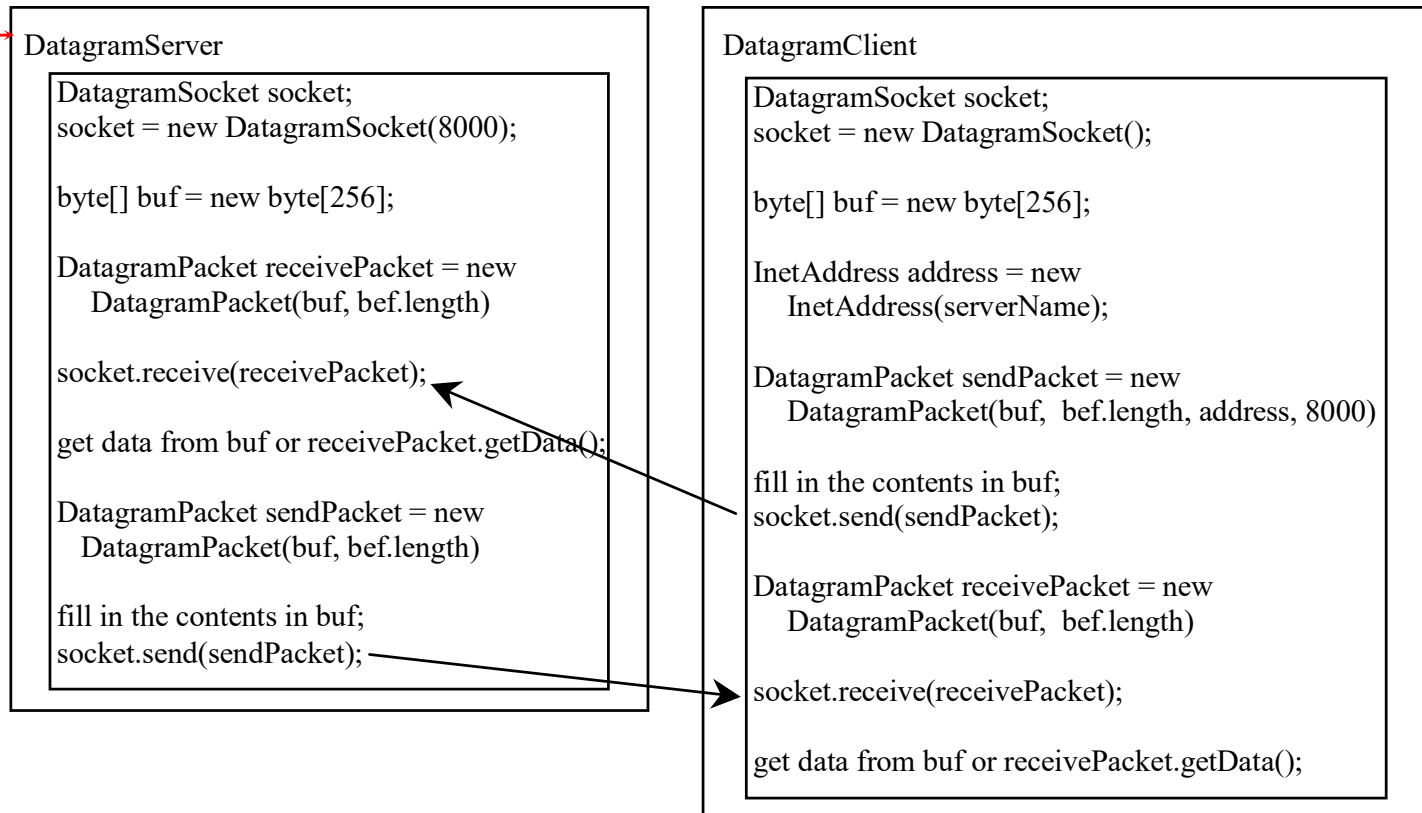 DatagramServer
DatagramSocket socket;
socket = new DatagramSocket(8000);
byte[] buf = new byte[256];
DatagramPacket receivePacket = new
DatagramPacket(buf, bef.length)
socket.receive(receivePacket);
get data from buf or receivePacket.getData();
DatagramPacket sendPacket = new
DatagramPacket(buf, bef.length)
fill in the contents in buf;
socket.send(sendPacket);
DatagramClient
DatagramSocket socket;
socket = new DatagramSocket();
byte[] buf = new byte[256];
InetAddress address = new
InetAddress(serverName);
DatagramPacket sendPacket = new
DatagramPacket(buf, bef.length, address, 8000)
fill in the contents in buf;
socket.send(sendPacket);
DatagramPacket receivePacket = new
DatagramPacket(buf, bef.length)
socket.receive(receivePacket);
get data from buf or receivePacket.getData();